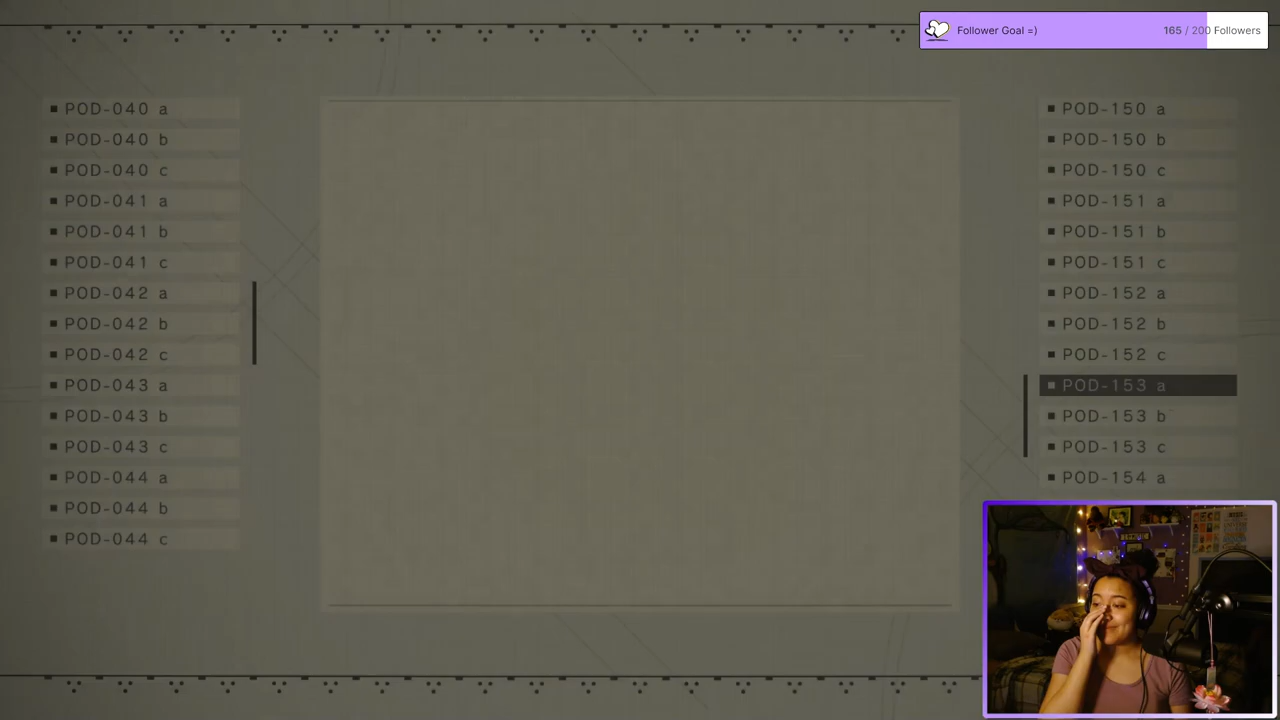 Follower Goal =)
165 / 200 Followers
POD-040 a
POD-040 b
POD-040 c
POD-041 a
POD-041 b
POD-041 c
POD-042 a
POD-042 b
POD-042 c
POD-043 a
POD-043 b
POD-043 c
POD-044 a
POD-044 b
POD-044 c
POD-150 a
POD-150 b
POD-150 c
POD-151 a
POD-151 b
POD-151 c
POD-152 a
POD-152 b
POD-152 c
POD-153 a
POD-153 b
POD-153 c
POD-154 a